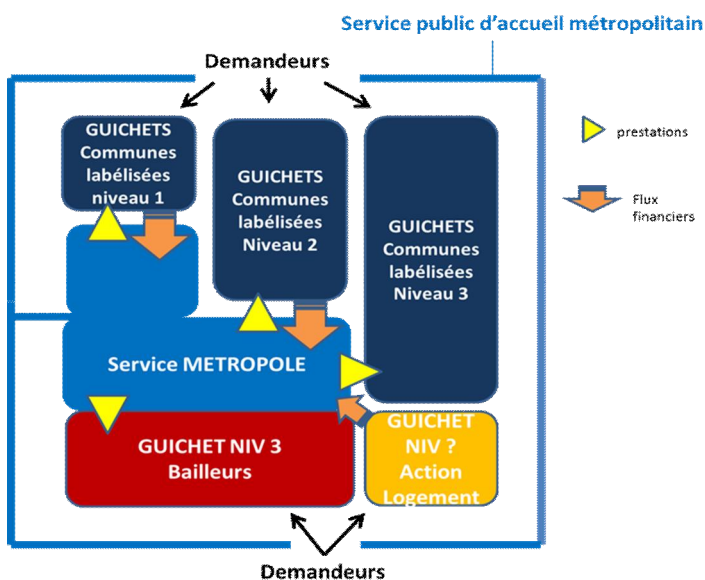 Service public d'accueil métropolitain
Demandeurs
GUICHETS
Communes
labélisées
niveau 1
GUICHETS
Communes
labélisées
Niveau 2
GUICHETS
Communes
labélisées
Niveau 3
prestations
Flux
financiers
Service METROPOLE
GUICHET NIV 3
Bailleurs
GUICHET
NIV ?
Action
Logement
Demandeurs